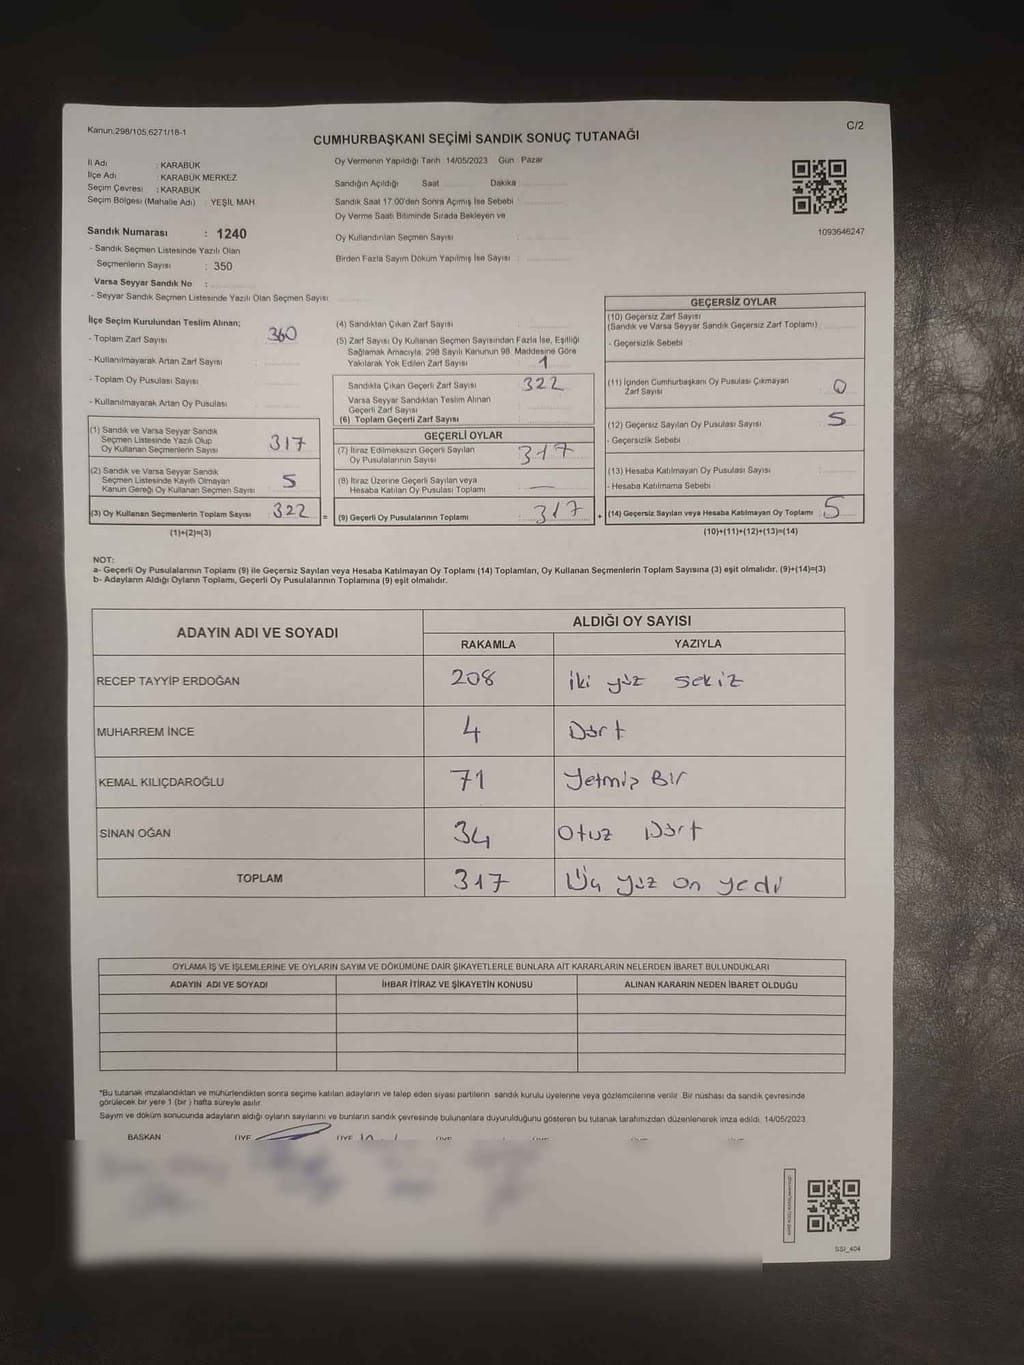 Kanun.298/105,6271/18-1
C/2
CUMHURBAŞKANI SEÇİMİ SANDIK SONUÇ TUTANAĞI
İl Adı : KARABÜK
İlçe Adı : KARABÜK MERKEZ
Seçim Çevresi : KARABÜK
Seçim Bölgesi (Mahalle Adı) : YEŞİL MAH.
Sandık Numarası : 1240
- Sandık Seçmen Listesinde Yazılı Olan
Seçmenlerin Sayısı : 350
Varsa Seyyar Sandık No :
- Seyyar Sandık Seçmen Listesinde Yazılı Olan Seçmen Sayısı
Oy Vermenin Yapıldığı Tarih :14/05/2023 Gün : Pazar
Sandığın Açıldığı Saat Dakika :
Sandık Saat 17.00'den Sonra Açımış İse Sebebi :
Oy Verme Saati Bitiminde Sırada Bekleyen ve
Oy Kullandırılan Seçmen Sayısı :
Birden Fazla Sayım Döküm Yapılmış İse Sayısı :
1093646247
İlçe Seçim Kurulundan Teslim Alınan;
- Toplam Zarf Sayısı 360
- Kullanılmayarak Artan Zarf Sayısı :
- Toplam Oy Pusulası Sayısı :
- Kullanılmayarak Artan Oy Pusulası :
(1) Sandık ve Varsa Seyyar Sandık
Seçmen Listesinde Yazılı Olup
Oy Kullanan Seçmenlerin Sayısı 317
(2) Sandık ve Varsa Seyyar Sandık
Seçmen Listesinde Kayıtlı Olmayan
Kanun Gereği Oy Kullanan Seçmen Sayısı 5
(3) Oy Kullanan Seçmenlerin Toplam Sayısı 322 =
(1)+(2)=(3)
(4) Sandıktan Çıkan Zarf Sayısı :
(5) Zarf Sayısı Oy Kullanan Seçmen Sayısından Fazla İse, Eşitliği
Sağlamak Amacıyla, 298 Sayılı Kanunun 98. Maddesine Göre
Yakılarak Yok Edilen Zarf Sayısı 1
Sandıkta Çıkan Geçerli Zarf Sayısı 322
Varsa Seyyar Sandıktan Teslim Alınan
Geçerli Zarf Sayısı
(6) Toplam Geçerli Zarf Sayısı
GEÇERLİ OYLAR
(7) İtiraz Edilmeksizin Geçerli Sayılan
Oy Pusulalarının Sayısı 317
(8) İtiraz Üzerine Geçerli Sayılan veya
Hesaba Katılan Oy Pusulası Toplamı —
(9) Geçerli Oy Pusulalarının Toplamı 317 +
GEÇERSİZ OYLAR
(10) Geçersiz Zarf Sayısı
(Sandık ve Varsa Seyyar Sandık Geçersiz Zarf Toplamı)
- Geçersizlik Sebebi :
(11) İçinden Cumhurbaşkanı Oy Pusulası Çıkmayan
Zarf Sayısı 0
(12) Geçersiz Sayılan Oy Pusulası Sayısı 5
- Geçersizlik Sebebi :
(13) Hesaba Katılmayan Oy Pusulası Sayısı
- Hesaba Katılmama Sebebi :
(14) Geçersiz Sayılan veya Hesaba Katılmayan Oy Toplamı 5
(10)+(11)+(12)+(13)=(14)
NOT:
a- Geçerli Oy Pusulalarının Toplamı (9) ile Geçersiz Sayılan veya Hesaba Katılmayan Oy Toplamı (14) Toplamları, Oy Kullanan Seçmenlerin Toplam Sayısına (3) eşit olmalıdır. (9)+(14)=(3)
b- Adayların Aldığı Oyların Toplamı, Geçerli Oy Pusulalarının Toplamına (9) eşit olmalıdır.
ADAYIN ADI VE SOYADI ALDIĞI OY SAYISI
RAKAMLA YAZIYLA
RECEP TAYYİP ERDOĞAN 208 iki yüz sekiz
MUHARREM İNCE 4 Dört
KEMAL KILIÇDAROĞLU 71 Yetmiş Bir
SİNAN OĞAN 34 Otuz Dört
TOPLAM 317 Üç yüz on yedi
OYLAMA İŞ VE İŞLEMLERİNE VE OYLARIN SAYIM VE DÖKÜMÜNE DAİR ŞİKAYETLERLE BUNLARA AİT KARARLARIN NELERDEN İBARET BULUNDUKLARI
ADAYIN ADI VE SOYADI İHBAR İTİRAZ VE ŞİKAYETİN KONUSU ALINAN KARARIN NEDEN İBARET OLDUĞU
*Bu tutanak imzalandıktan ve mühürlendikten sonra seçime katılan adayların ve talep eden siyasi partilerin sandık kurulu üyelerine veya gözlemcilerine verilir. Bir nüshası da sandık çevresinde
görülecek bir yere 1 (bir ) hafta süreyle asılır.
Sayım ve döküm sonucunda adayların aldığı oyların sayılarını ve bunların sandık çevresinde bulunanlara duyurulduğunu gösteren bu tutanak tarafımızdan düzenlenerek imza edildi. 14/05/2023
BAŞKAN ÜYE ÜYE
SSI_404